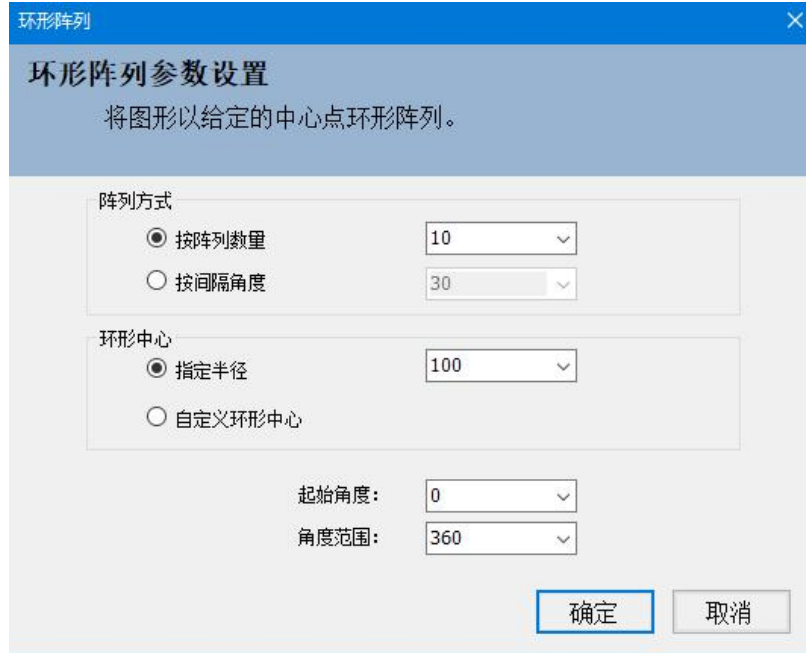 环形阵列
环形阵列参数设置
将图形以给定的中心点环形阵列。
阵列方式
按阵列数量 10
按间隔角度 30
环形中心
指定半径 100
自定义环形中心
起始角度： 0
角度范围： 360
确定 取消